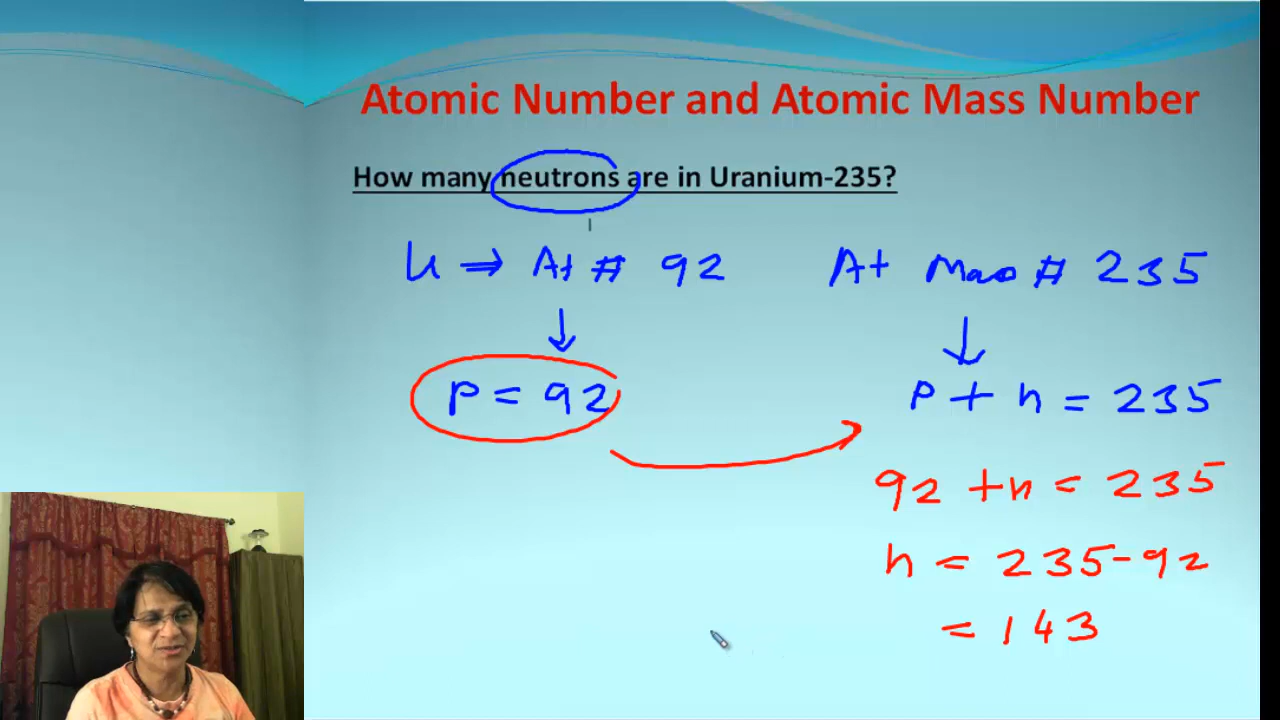 Atomic Number and Atomic Mass Number
How many neutrons are in Uranium-235?
U ⇒ At # 92
At Mass # 235
↓
↓
P = 92
P + n = 235
92 + n = 235
n = 235-92
= 143